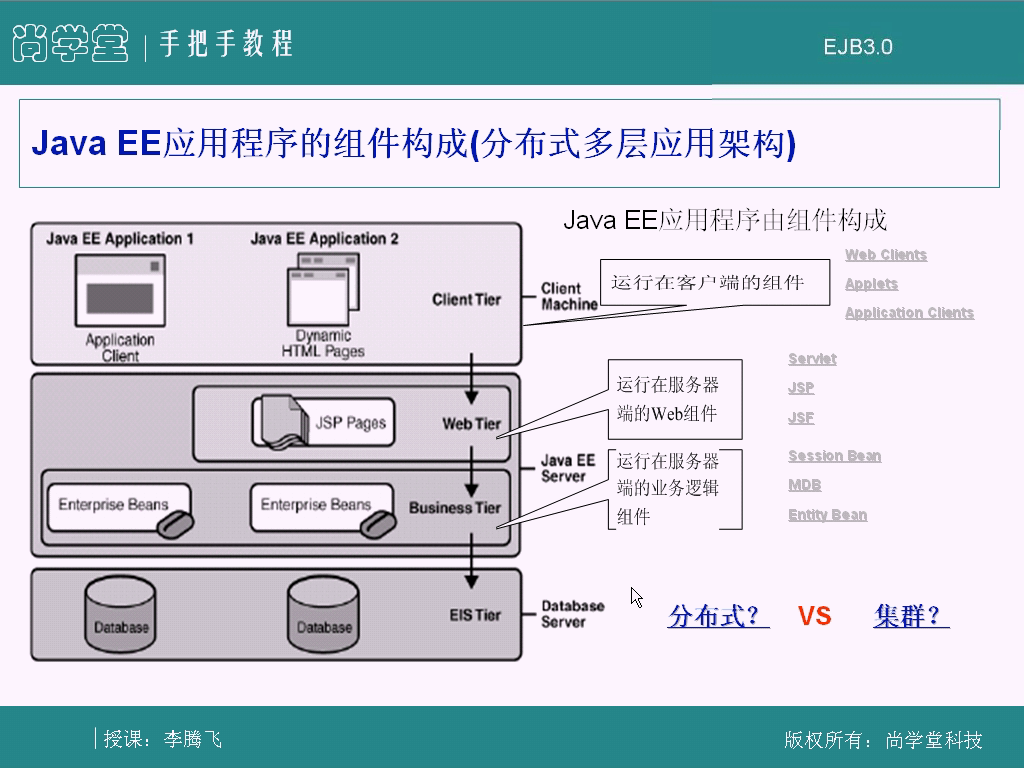 尚学堂 | 手把手教程
EJB3.0
Java EE应用程序的组件构成(分布式多层应用架构)
Java EE应用程序由组件构成
Java EE Application 1
Java EE Application 2
Application
Client
Dynamic
HTML Pages
Client Tier
Client
Machine
运行在客户端的组件
Web Clients
Applets
Application Clients
JSP Pages
Web Tier
运行在服务器
端的Web组件
Servlet
JSP
JSF
Java EE
Server
Enterprise Beans
Enterprise Beans
Business Tier
运行在服务器
端的业务逻辑
组件
Session Bean
MDB
Entity Bean
Database
Database
EIS Tier
Database
Server
分布式? VS 集群?
授课：李腾飞
版权所有：尚学堂科技